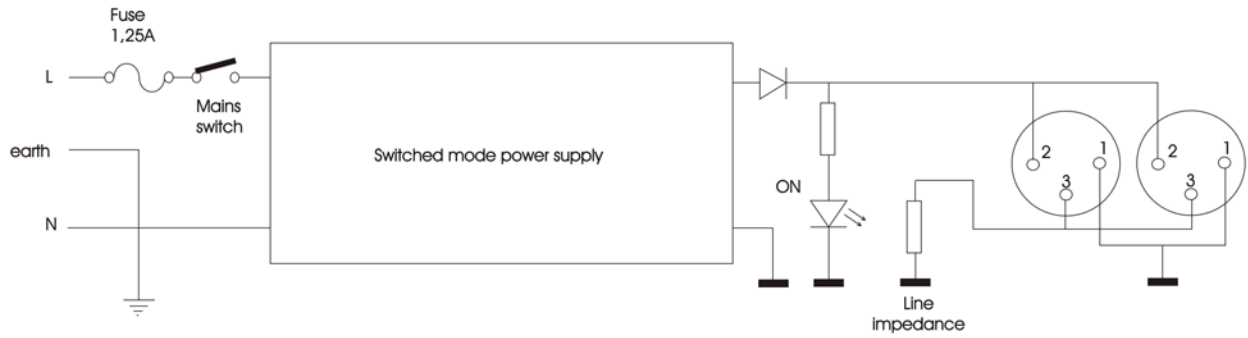 Fuse
1,25A
L
Mains
switch
earth
Switched mode power supply
N
ON
2
1
3
2
1
3
Line
impedance